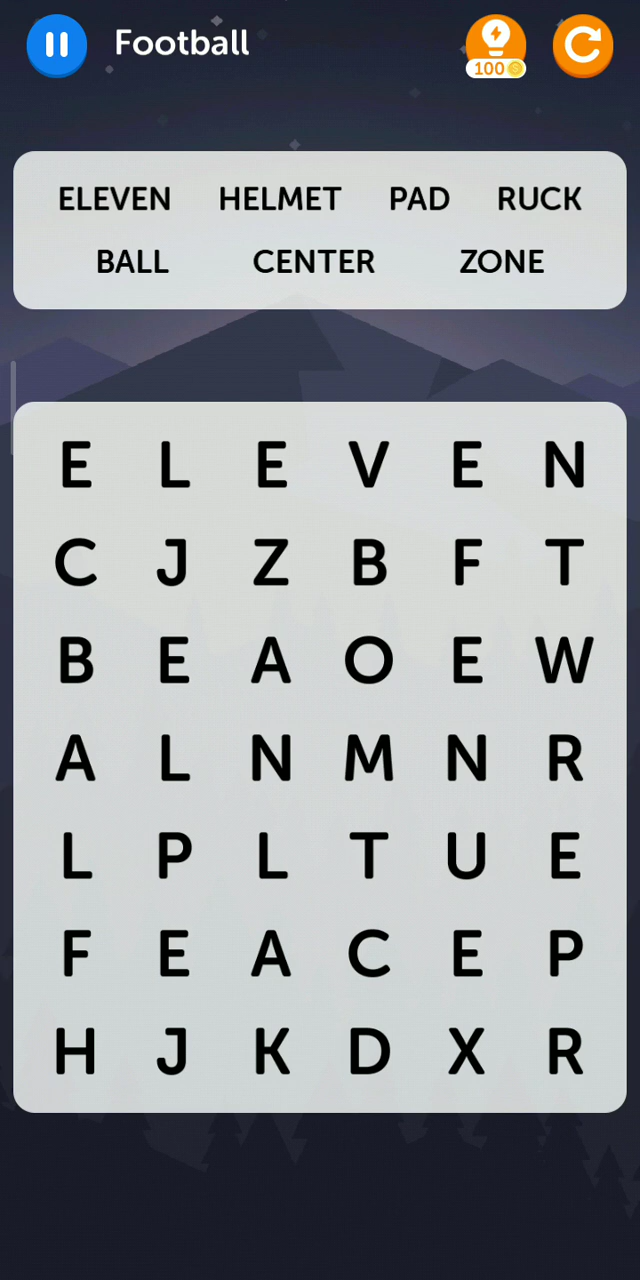 Football
100
ELEVEN HELMET PAD RUCK
BALL CENTER ZONE
E L E V E N
C J Z B F T
B E A O E W
A L N M N R
L P L T U E
F E A C E P
H J K D X R